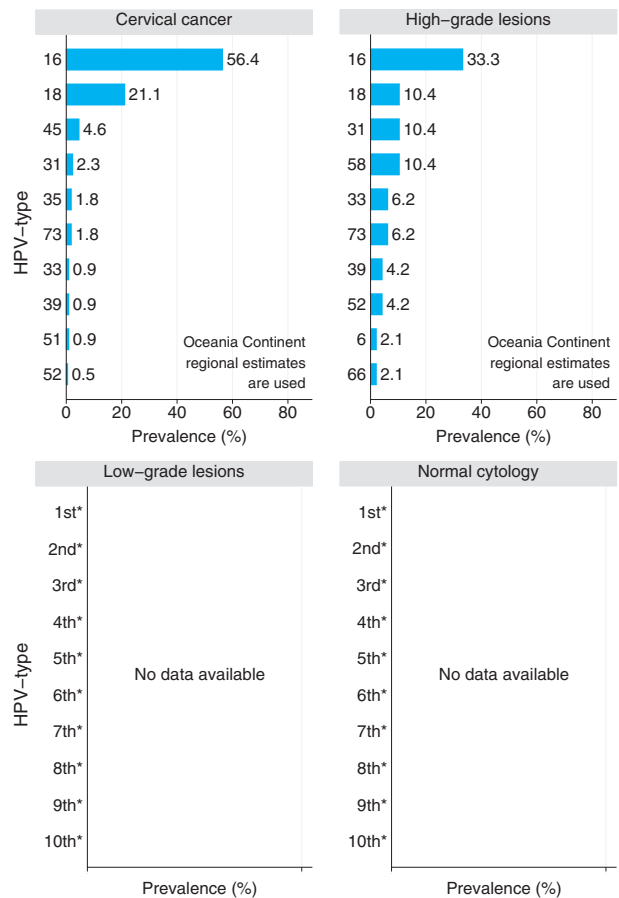 Cervical cancer
HPV−type
16 56.4
18 21.1
45 4.6
31 2.3
35 1.8
73 1.8
33 0.9
39 0.9
51 0.9
52 0.5
Oceania Continent
regional estimates
are used
0 20 40 60 80
Prevalence (%)
High−grade lesions
16 33.3
18 10.4
31 10.4
58 10.4
33 6.2
73 6.2
39 4.2
52 4.2
6 2.1
66 2.1
Oceania Continent
regional estimates
are used
0 20 40 60 80
Prevalence (%)
Low−grade lesions
HPV−type
1st*
2nd*
3rd*
4th*
5th*
6th*
7th*
8th*
9th*
10th*
No data available
Prevalence (%)
Normal cytology
1st*
2nd*
3rd*
4th*
5th*
6th*
7th*
8th*
9th*
10th*
No data available
Prevalence (%)